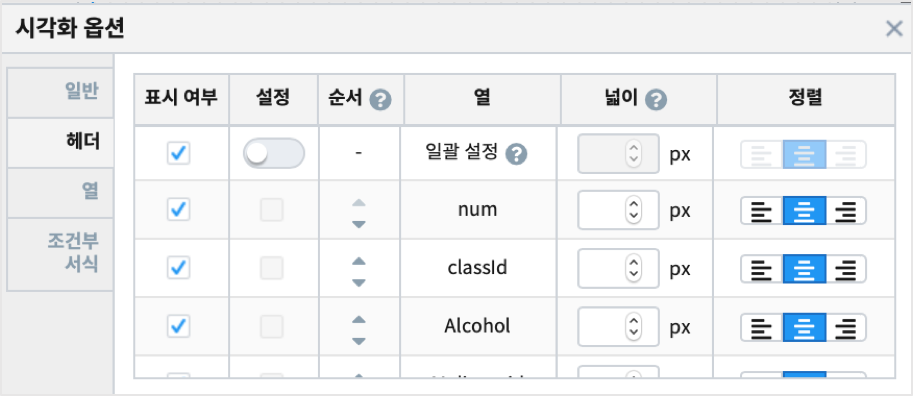 시각화 옵션
일반
헤더
열
조건부
서식
표시 여부 설정 순서 ? 열 넓이 ? 정렬
- 일괄 설정 ? px
num px
classId px
Alcohol px